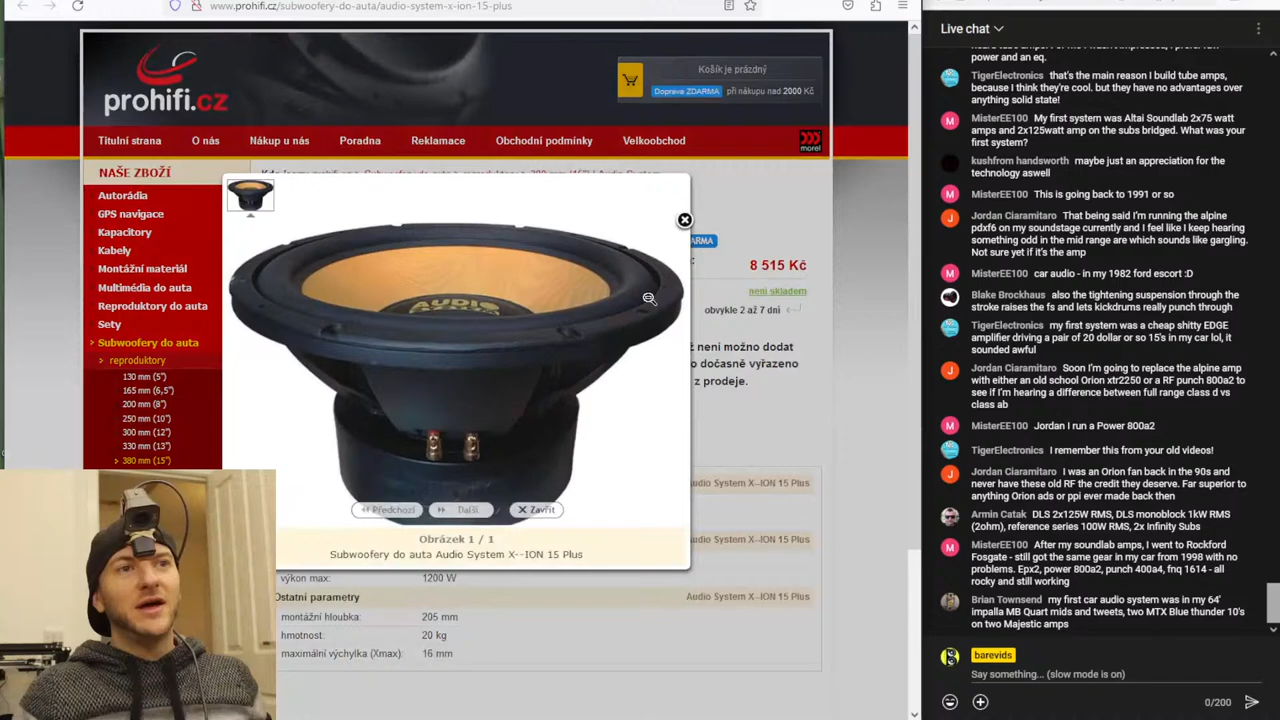 www.prohifi.cz/subwoofery-do-auta/audio-system-x-ion-15-plus
prohifi.cz
Košík je prázdný
Doprava ZDARMA při nákupu nad 2000 Kč
Titulní strana O nás Nákup u nás Poradna Reklamace Obchodní podmínky Velkoobchod
morel
NAŠE ZBOŽÍ
Autorádia
GPS navigace
Kapacitory
Kabely
Montážní materiál
Multimédia do auta
Reproduktory do auta
Sety
Subwoofery do auta
reproduktory
130 mm (5")
165 mm (6,5")
200 mm (8")
250 mm (10")
300 mm (12")
330 mm (13")
380 mm (15")
ARMA
8 515 Kč
není skladem
obvykle 2 až 7 dni
ž není možno dodat
o dočasně vyřazeno
z prodeje.
AUDIO
Předchozí Další Zavřít
Obrázek 1 / 1
Subwoofery do auta Audio System X--ION 15 Plus
Audio System X--ION 15 Plus
Audio System X--ION 15 Plus
výkon max: 1200 W
Ostatní parametry Audio System X--ION 15 Plus
montážní hloubka: 205 mm
hmotnost: 20 kg
maximální výchylka (Xmax): 16 mm
Live chat
power and an eq.
TigerElectronics that's the main reason I build tube amps,
because I think they're cool. but they have no advantages over
anything solid state!
MisterEE100 My first system was Altai Soundlab 2x75 watt
amps and 2x125watt amp on the subs bridged. What was your
first system?
kushfrom handsworth maybe just an appreciation for the
technology aswell
MisterEE100 This is going back to 1991 or so
Jordan Ciaramitaro That being said I'm running the alpine
pdxf6 on my soundstage currently and I feel like I keep hearing
something odd in the mid range are which sounds like gargling.
Not sure yet if it's the amp
MisterEE100 car audio - in my 1982 ford escort :D
Blake Brockhaus also the tightening suspension through the
stroke raises the fs and lets kickdrums really punch through
TigerElectronics my first system was a cheap shitty EDGE
amplifier driving a pair of 20 dollar or so 15's in my car lol, it
sounded awful
Jordan Ciaramitaro Soon I'm going to replace the alpine amp
with either an old school Orion xtr2250 or a RF punch 800a2 to
see if I'm hearing a difference between full range class d vs
class ab
MisterEE100 Jordan I run a Power 800a2
TigerElectronics I remember this from your old videos!
Jordan Ciaramitaro I was an Orion fan back in the 90s and
never have these old RF the credit they deserve. Far superior to
anything Orion ads or ppi ever made back then
Armin Catak DLS 2x125W RMS, DLS monoblock 1kW RMS
(2ohm), reference series 100W RMS, 2x Infinity Subs
MisterEE100 After my soundlab amps, I went to Rockford
Fosgate - still got the same gear in my car from 1998 with no
problems. Epx2, power 800a2, punch 400a4, fnq 1614 - all
rocky and still working
Brian Townsend my first car audio system was in my 64'
impalla MB Quart mids and tweets, two MTX Blue thunder 10's
on two Majestic amps
barevids
Say something... (slow mode is on)
0/200